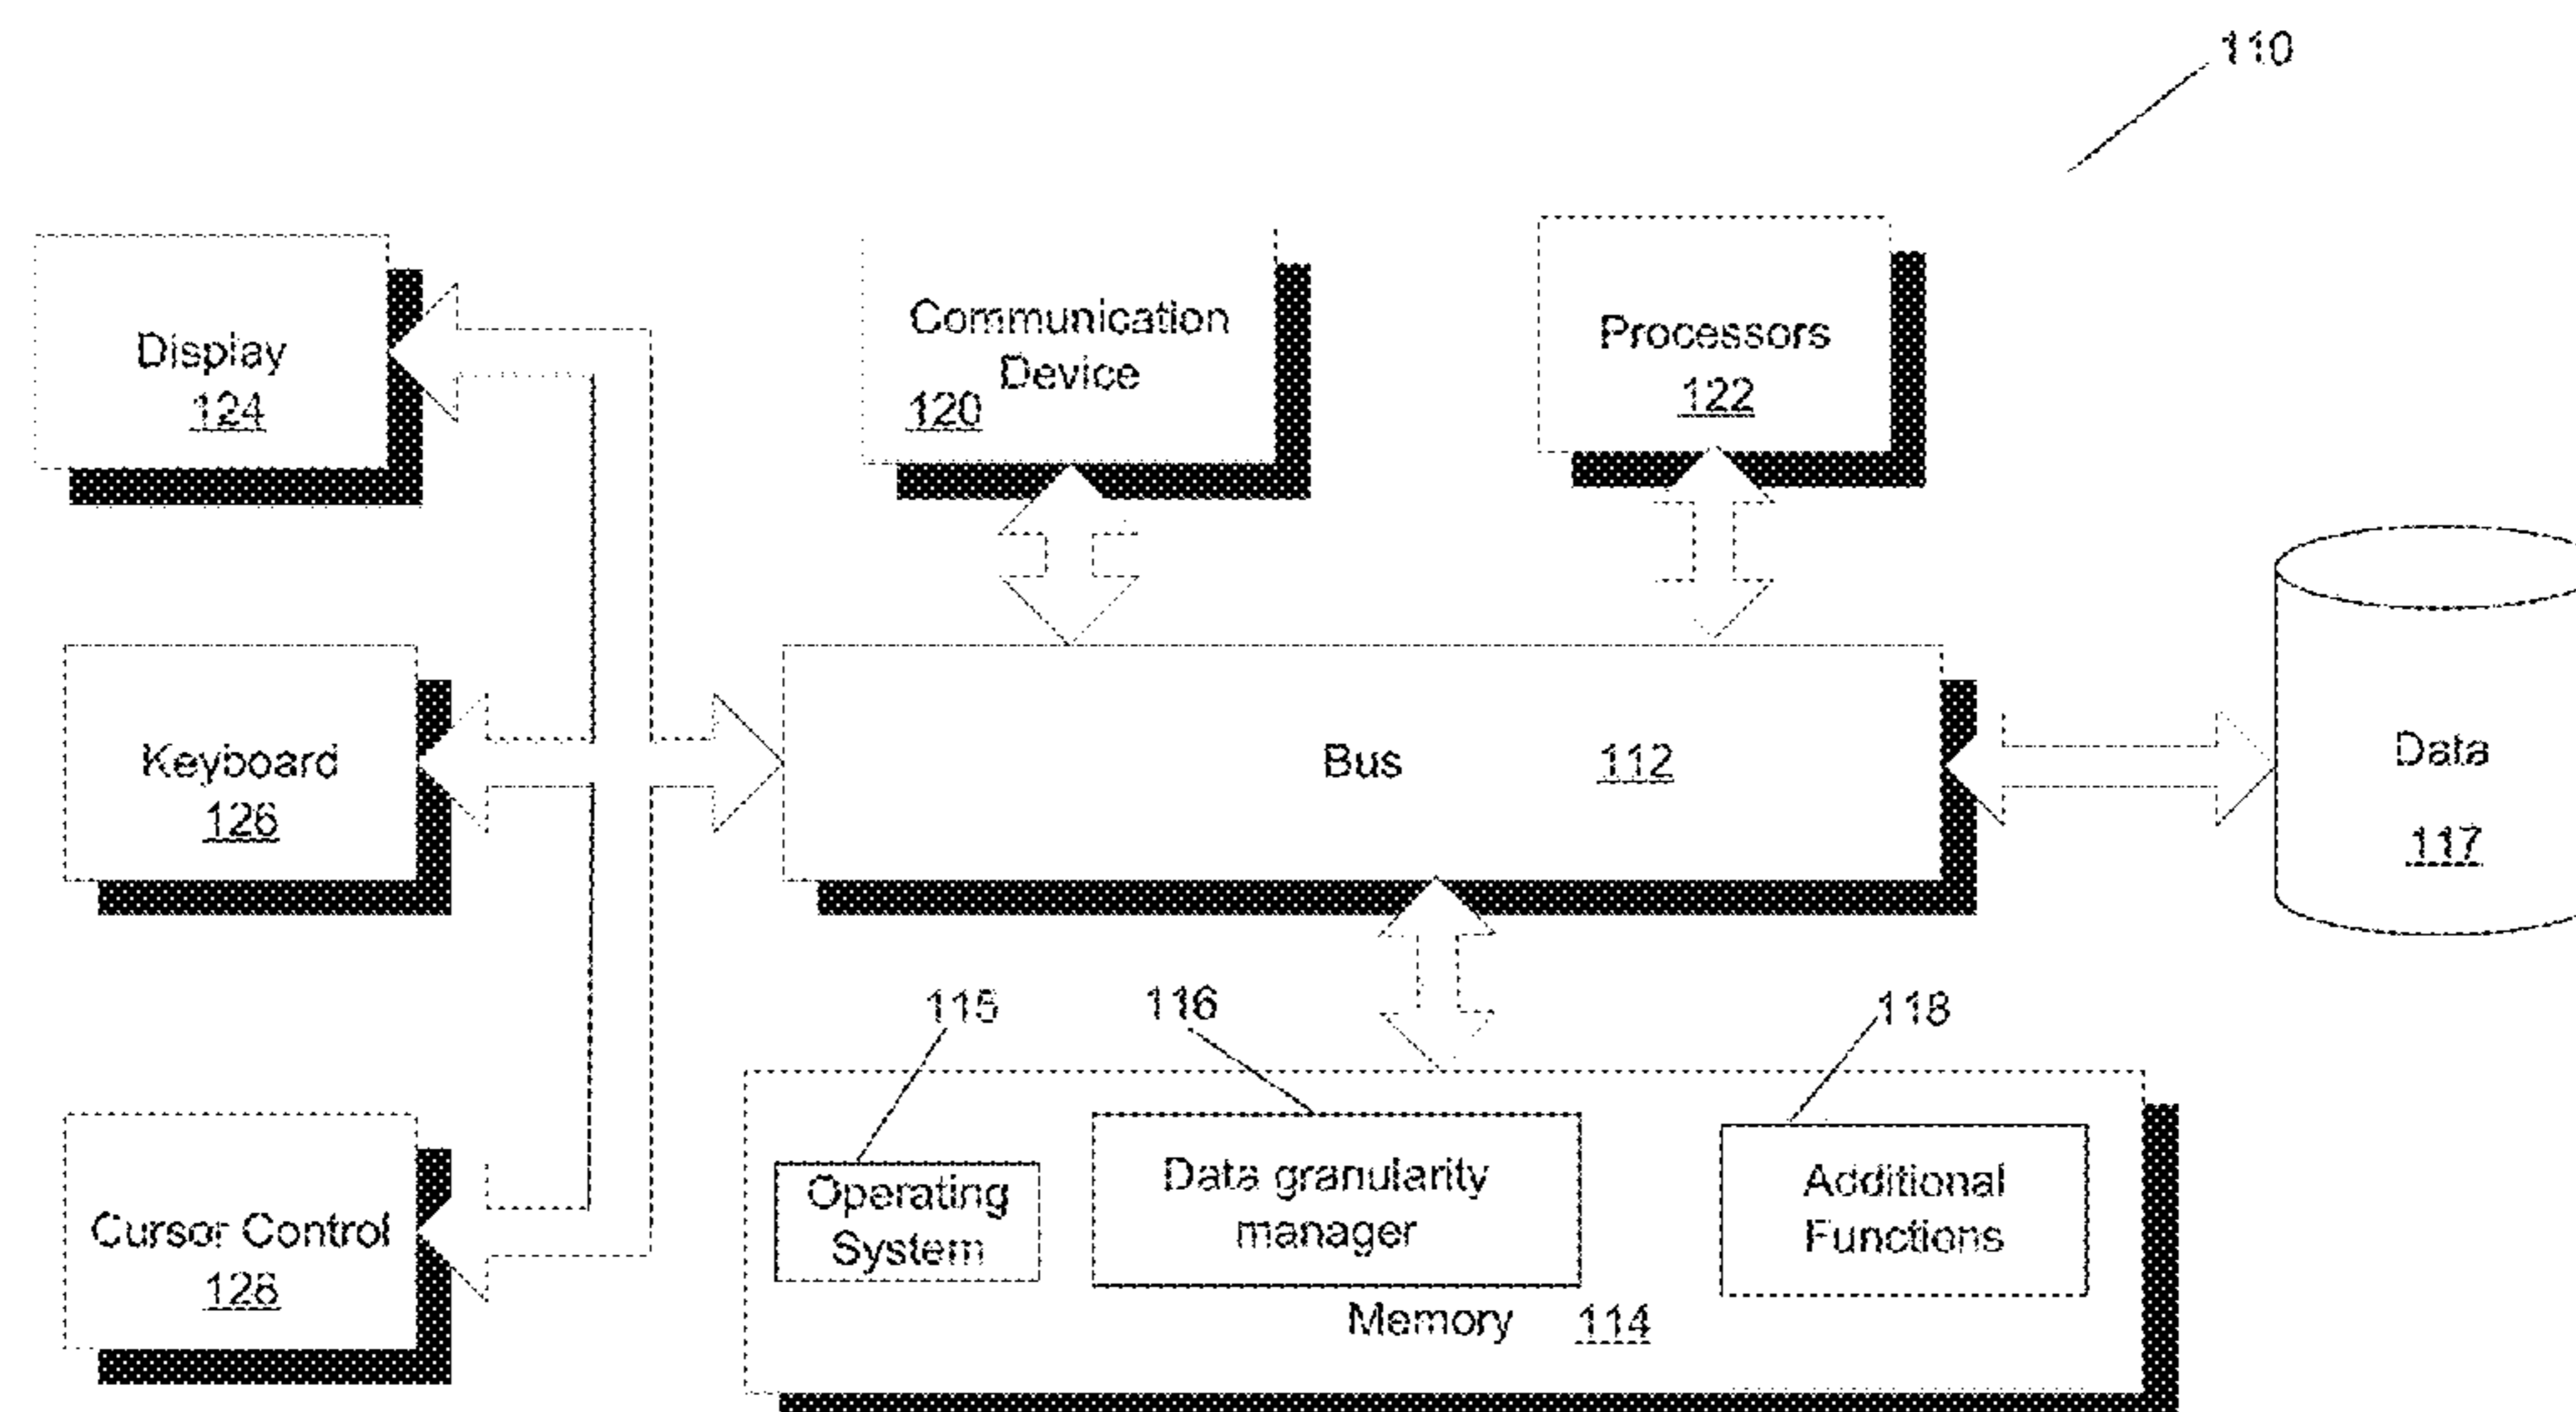 110
Display
124
Communication
Device
120
Processors
122
Keyboard
126
Bus 112
Data
117
115
116
118
Cursor Control
128
Operating
System
Data granularity
manager
Additional
Functions
Memory 114